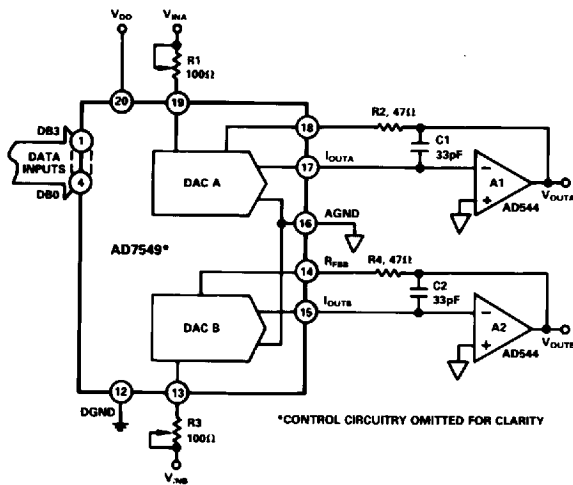 VDD
VINA
R1
100Ω
20
19
DB3
1
DATA
INPUTS
4
DB0
DAC A
18
R2, 47Ω
C1
33pF
17
IOUTA
A1
AD544
VOUTA
16
AGND
AD7549*
14
RFBB
R4, 47Ω
C2
33pF
15
IOUTB
A2
AD544
VOUTB
DAC B
12
13
DGND
R3
100Ω
VINB
*CONTROL CIRCUITRY OMITTED FOR CLARITY